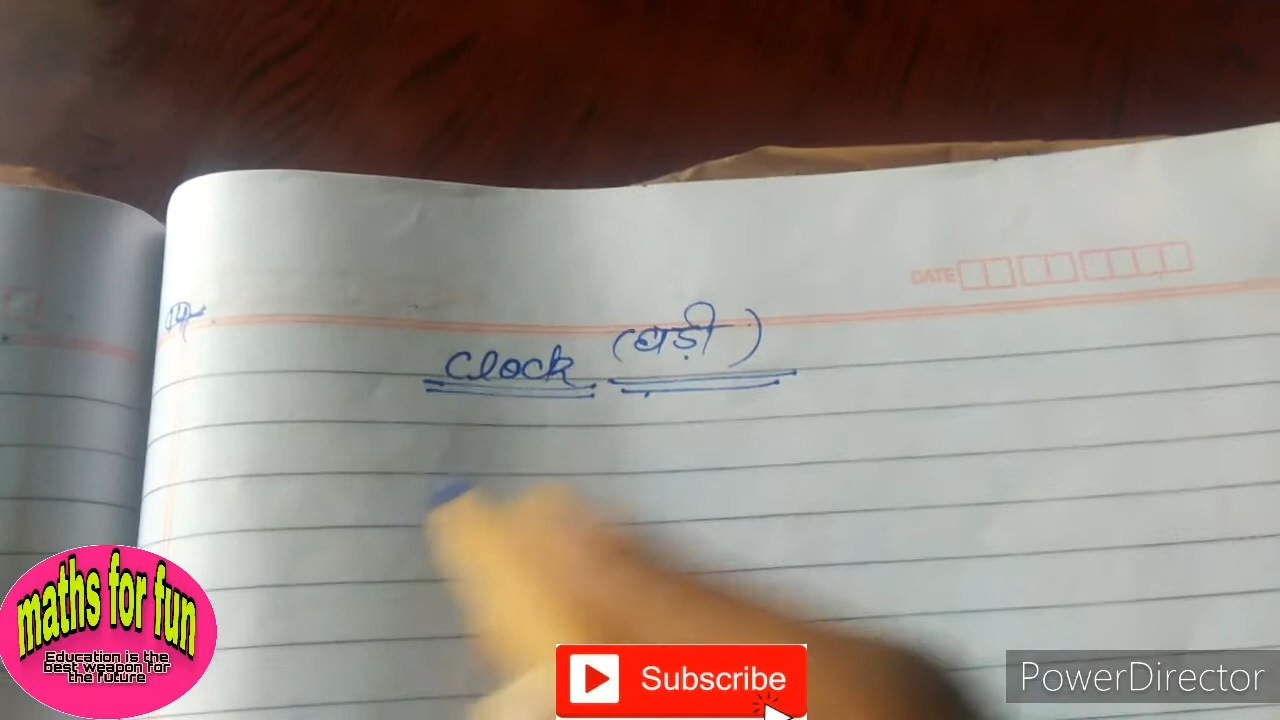 DATE
Clock (घड़ी)
maths for fun
Education is the
best weapon for
the future
Subscribe
PowerDirector